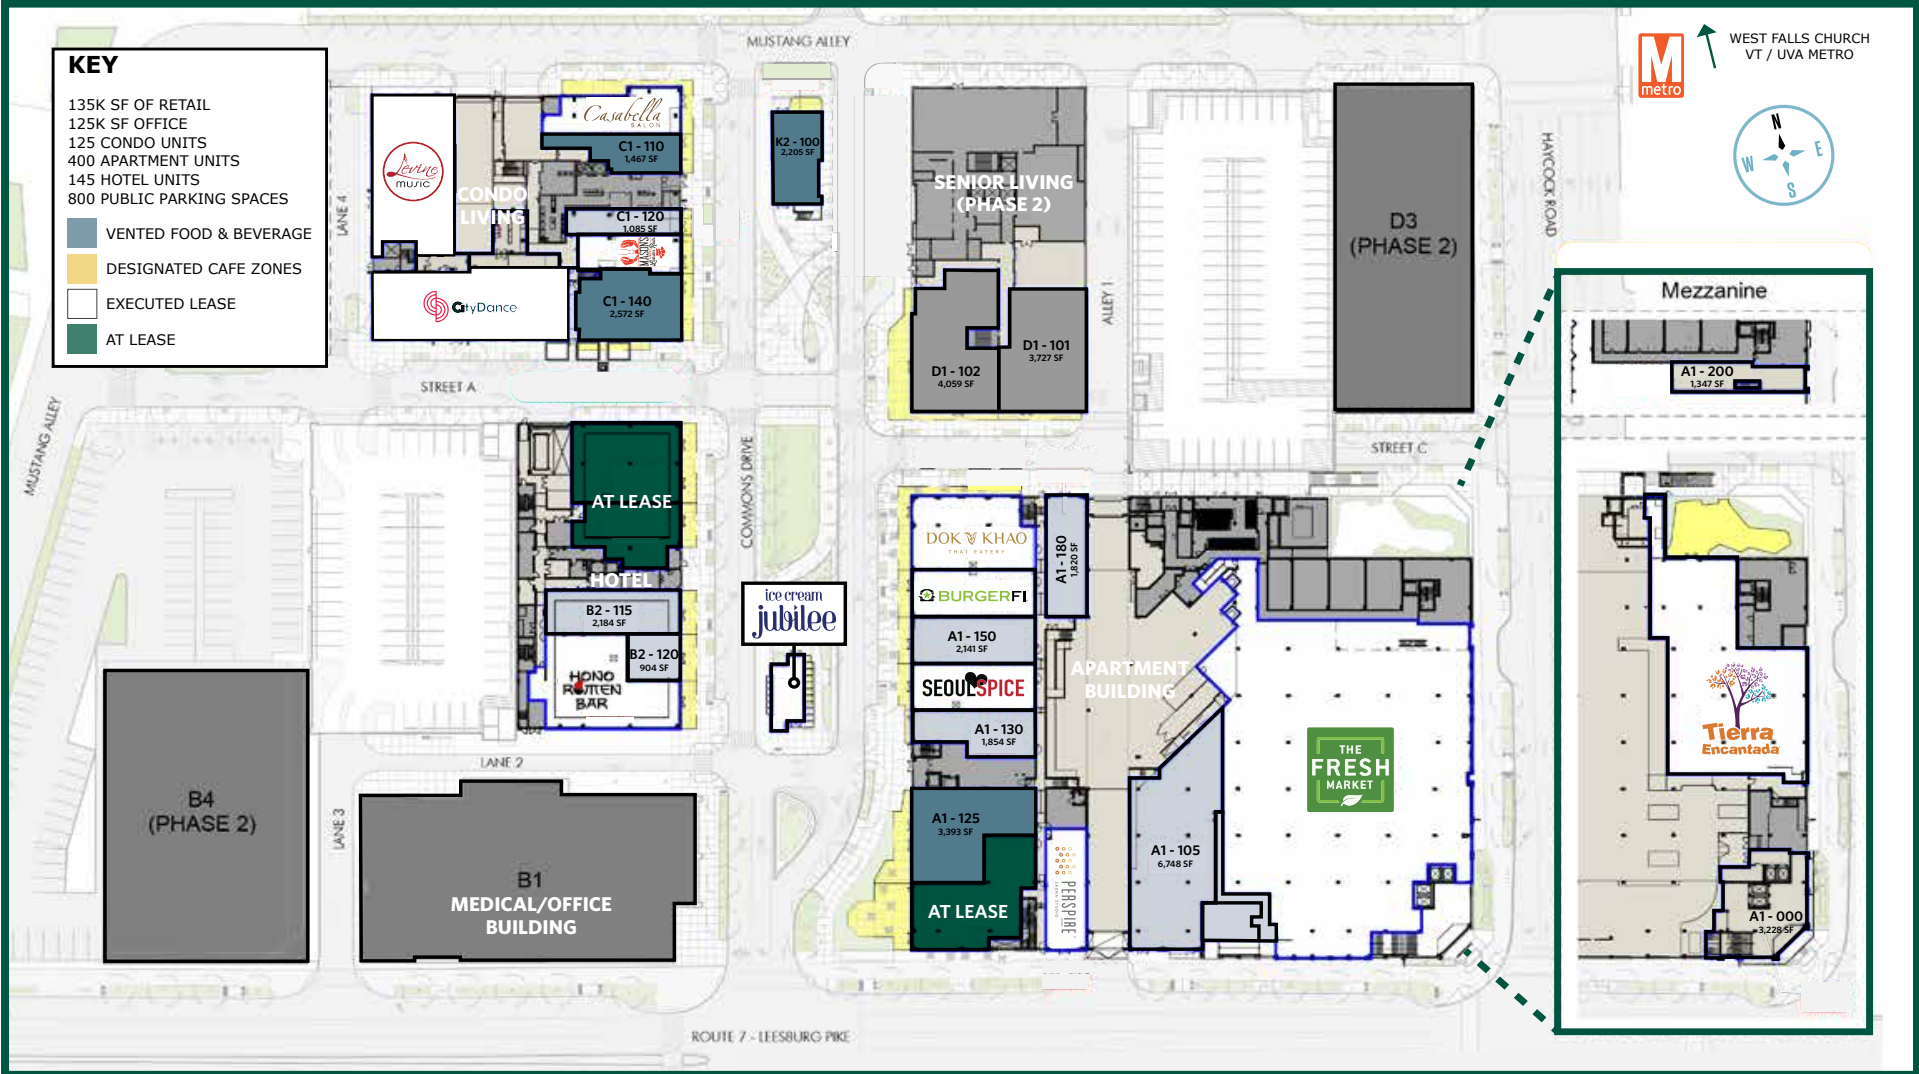 MUSTANG ALLEY
M
metro
WEST FALLS CHURCH
VT / UVA METRO
N
W
E
S
KEY
135K SF OF RETAIL
125K SF OFFICE
125 CONDO UNITS
400 APARTMENT UNITS
145 HOTEL UNITS
800 PUBLIC PARKING SPACES
VENTED FOOD & BEVERAGE
DESIGNATED CAFE ZONES
EXECUTED LEASE
AT LEASE
LANE 4
Levine
MUSIC
CONDO
LIVING
Casabella
SALON
C1 - 110
1,467 SF
C1 - 120
1,085 SF
MASON'S
CityDance
C1 - 140
2,572 SF
K2 - 100
2,205 SF
SENIOR LIVING
(PHASE 2)
D1 - 102
4,059 SF
D1 - 101
3,727 SF
ALLEY 1
D3
(PHASE 2)
HAYCOCK ROAD
STREET A
STREET C
MUSTANG ALLEY
COMMONS DRIVE
AT LEASE
HOTEL
B2 - 115
2,184 SF
B2 - 120
904 SF
HONO
RAMEN
BAR
ice cream
jubilee
DOK KHAO
THAI EATERY
BURGERFI
A1 - 180
1,820 SF
A1 - 150
2,141 SF
SEOULSPICE
A1 - 130
1,854 SF
APARTMENT
BUILDING
A1 - 125
3,393 SF
AT LEASE
PERSPIRE
A1 - 105
6,748 SF
THE
FRESH
MARKET
LANE 2
LANE 3
B4
(PHASE 2)
B1
MEDICAL/OFFICE
BUILDING
ROUTE 7 - LEESBURG PIKE
Mezzanine
A1 - 200
1,347 SF
Tierra
Encantada
A1 - 000
3,228 SF